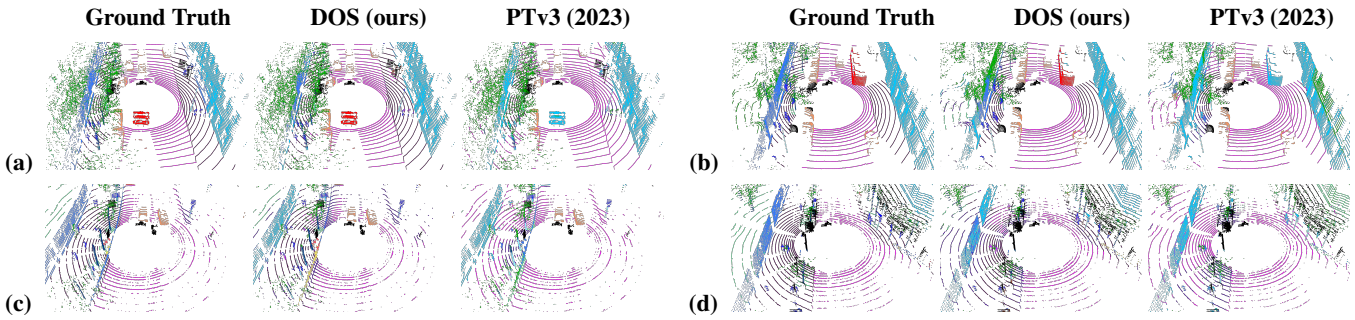 Ground Truth DOS (ours) PTv3 (2023) Ground Truth DOS (ours) PTv3 (2023)
(a) (b)
(c) (d)